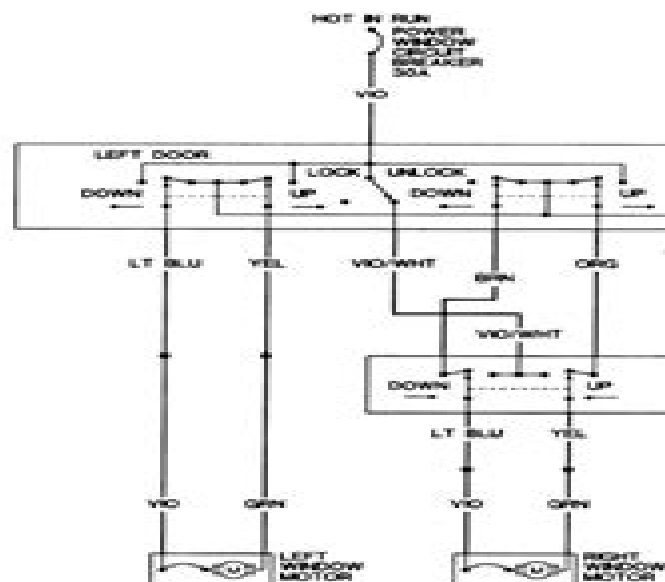 HOT IN RUN
POWER
WINDOW
CIRCUIT
BREAKER
30A
VIO
LEFT DOOR
LOCK UNLOCK
DOWN UP DOWN UP
LT BLU YEL VIO/WHT BRN ORG
VIO/WHT
DOWN UP
LT BLU YEL
VIO GRN VIO GRN
LEFT
WINDOW
MOTOR
M
RIGHT
WINDOW
MOTOR
M